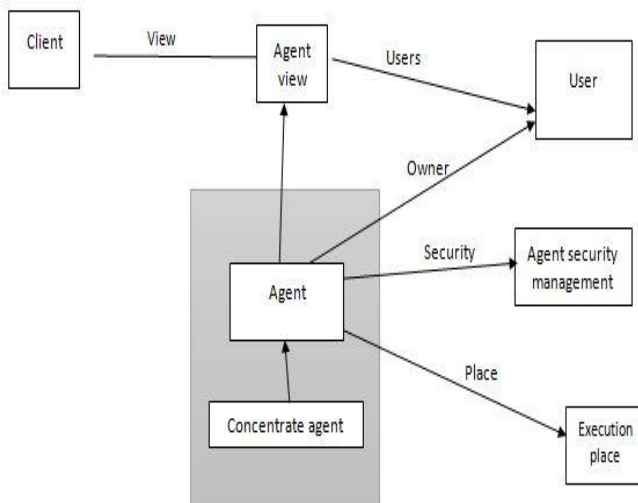 Client
View
Agent
view
Users
User
Owner
Security
Agent security
management
Agent
Place
Concentrate agent
Execution
place